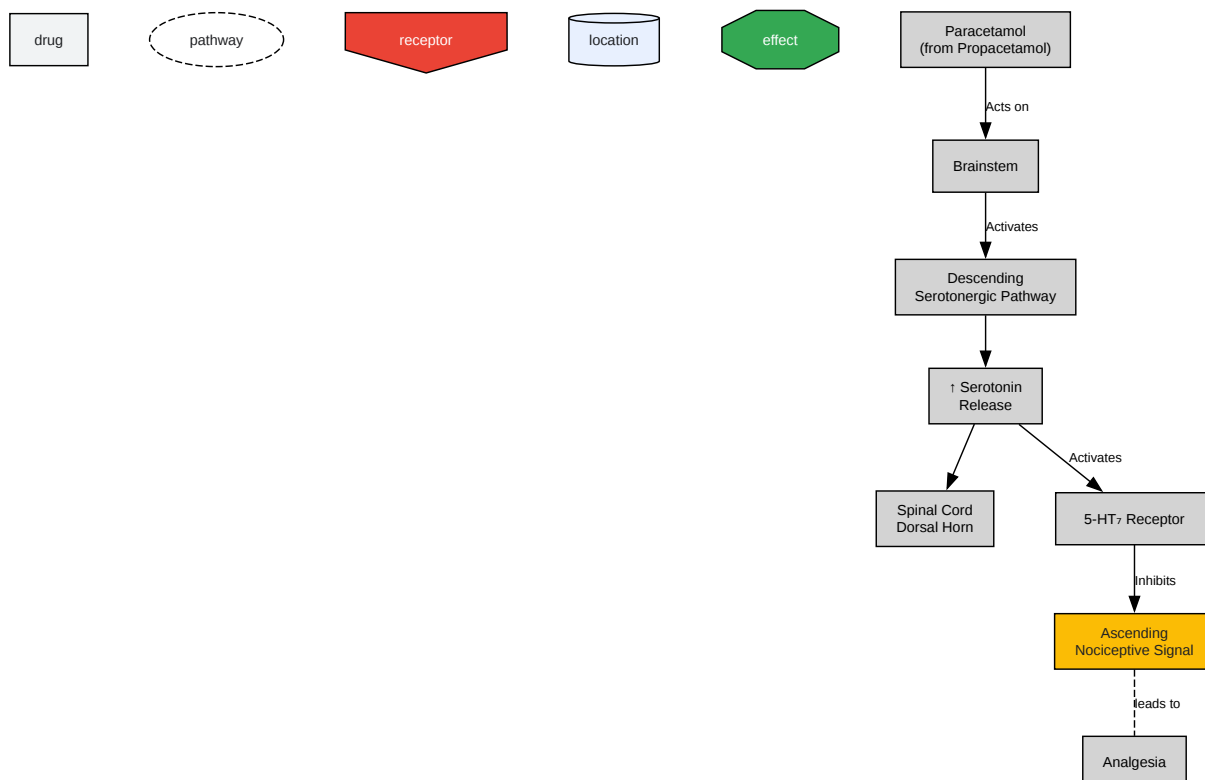 drug
pathway
receptor
location
effect
Paracetamol
(from Propacetamol)
Acts on
Brainstem
Activates
Descending
Serotonergic Pathway
↑ Serotonin
Release
Activates
Spinal Cord
Dorsal Horn
5-HT₇ Receptor
Inhibits
Ascending
Nociceptive Signal
leads to
Analgesia